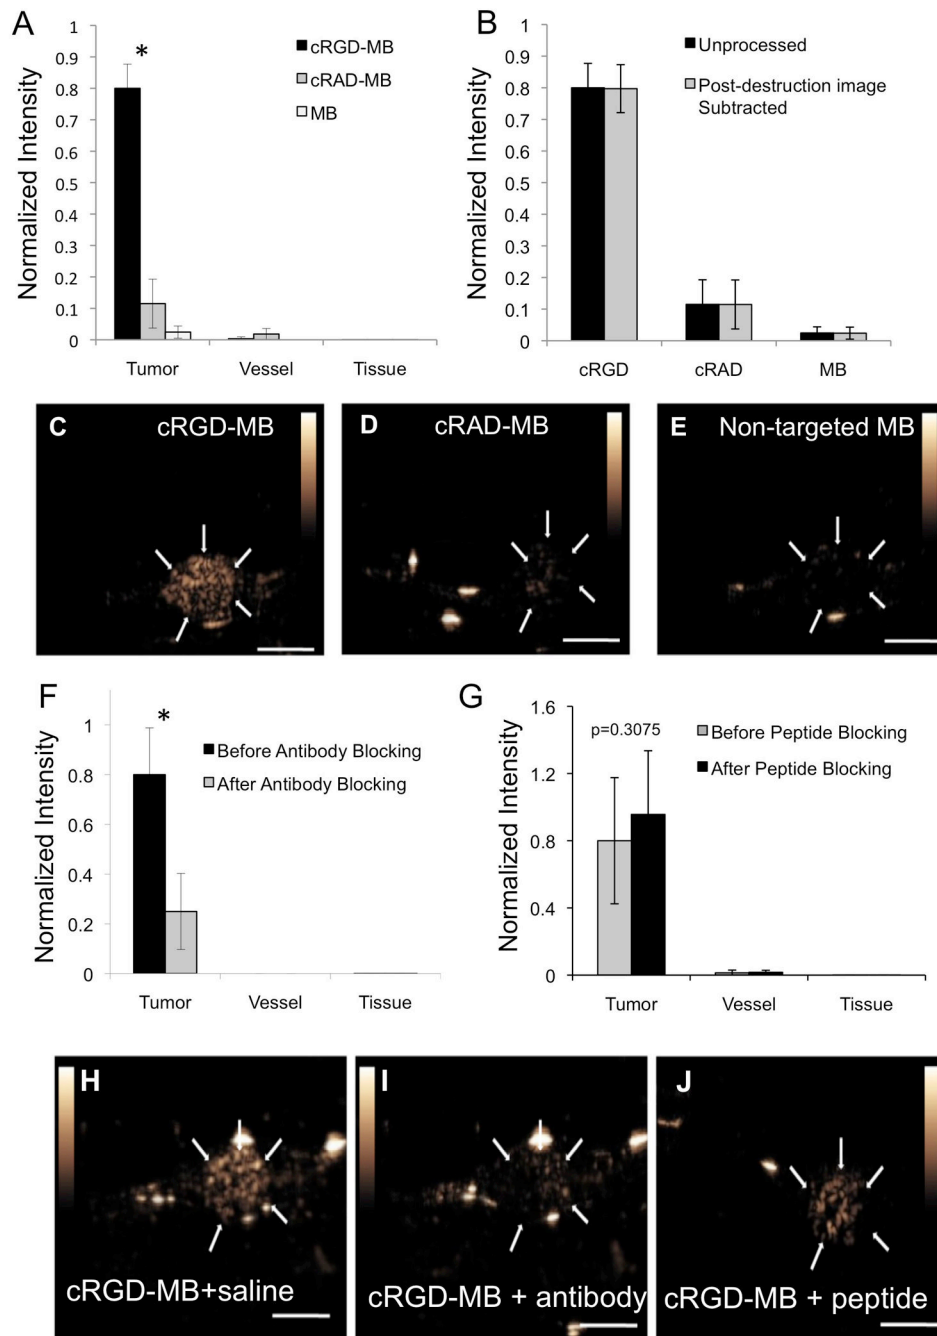 A
Normalized Intensity
1
0.9
0.8
0.7
0.6
0.5
0.4
0.3
0.2
0.1
0
*
cRGD-MB
cRAD-MB
MB
Tumor Vessel Tissue
B
Normalized Intensity
1
0.9
0.8
0.7
0.6
0.5
0.4
0.3
0.2
0.1
0
Unprocessed
Post-destruction image
Subtracted
cRGD cRAD MB
C cRGD-MB
D cRAD-MB
E Non-targeted MB
F
Normalized Intensity
1
0.8
0.6
0.4
0.2
0
*
Before Antibody Blocking
After Antibody Blocking
Tumor Vessel Tissue
G
Normalized Intensity
1.6
1.2
0.8
0.4
0
p=0.3075
Before Peptide Blocking
After Peptide Blocking
Tumor Vessel Tissue
H
cRGD-MB+saline
I
cRGD-MB + antibody
J
cRGD-MB + peptide